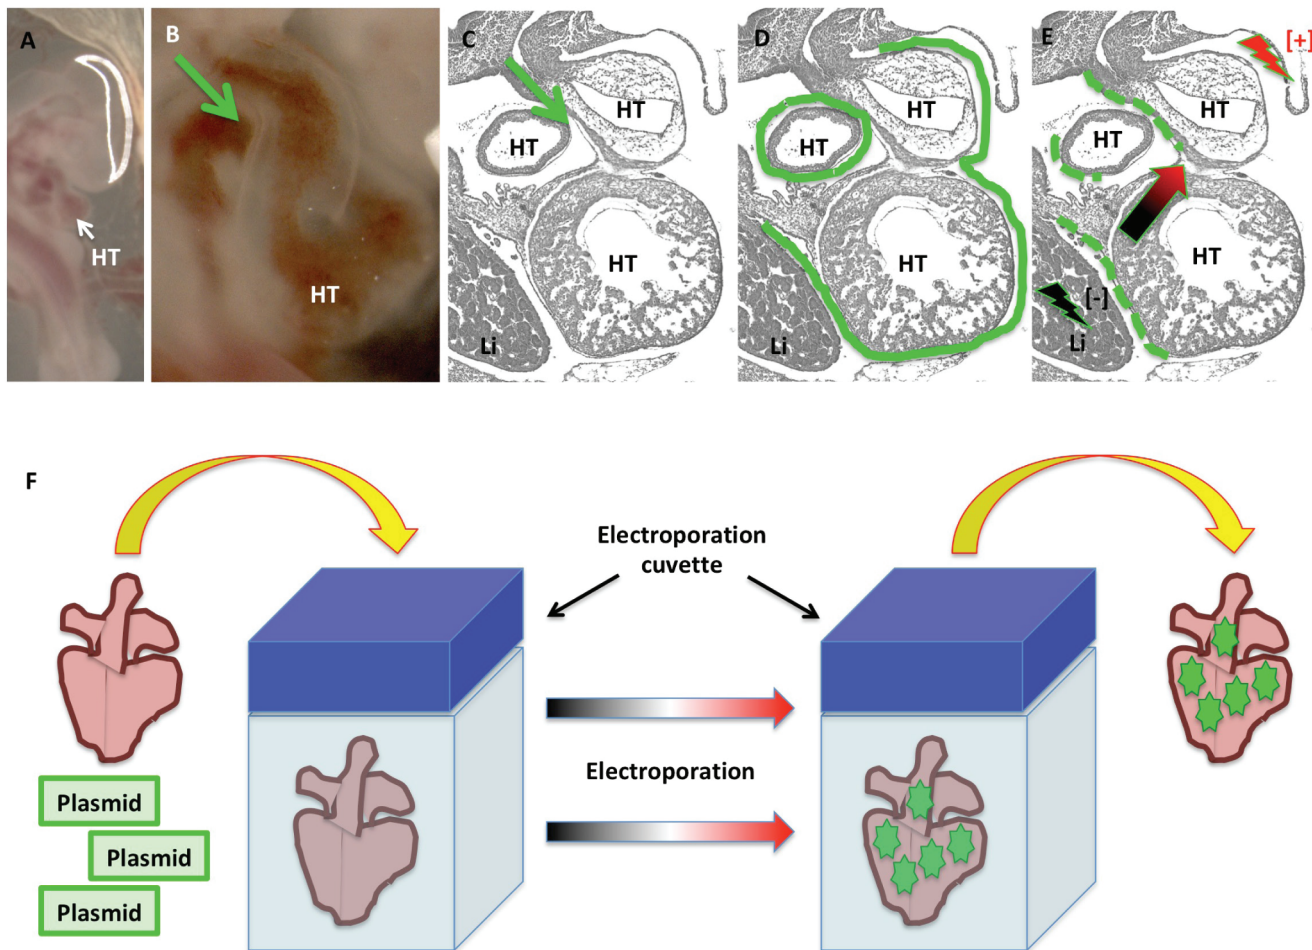 A
HT
B
HT
C
HT
HT
HT
Li
D
HT
HT
HT
Li
E
[+]
HT
HT
HT
[-]
Li
F
Electroporation
cuvette
Electroporation
Plasmid
Plasmid
Plasmid